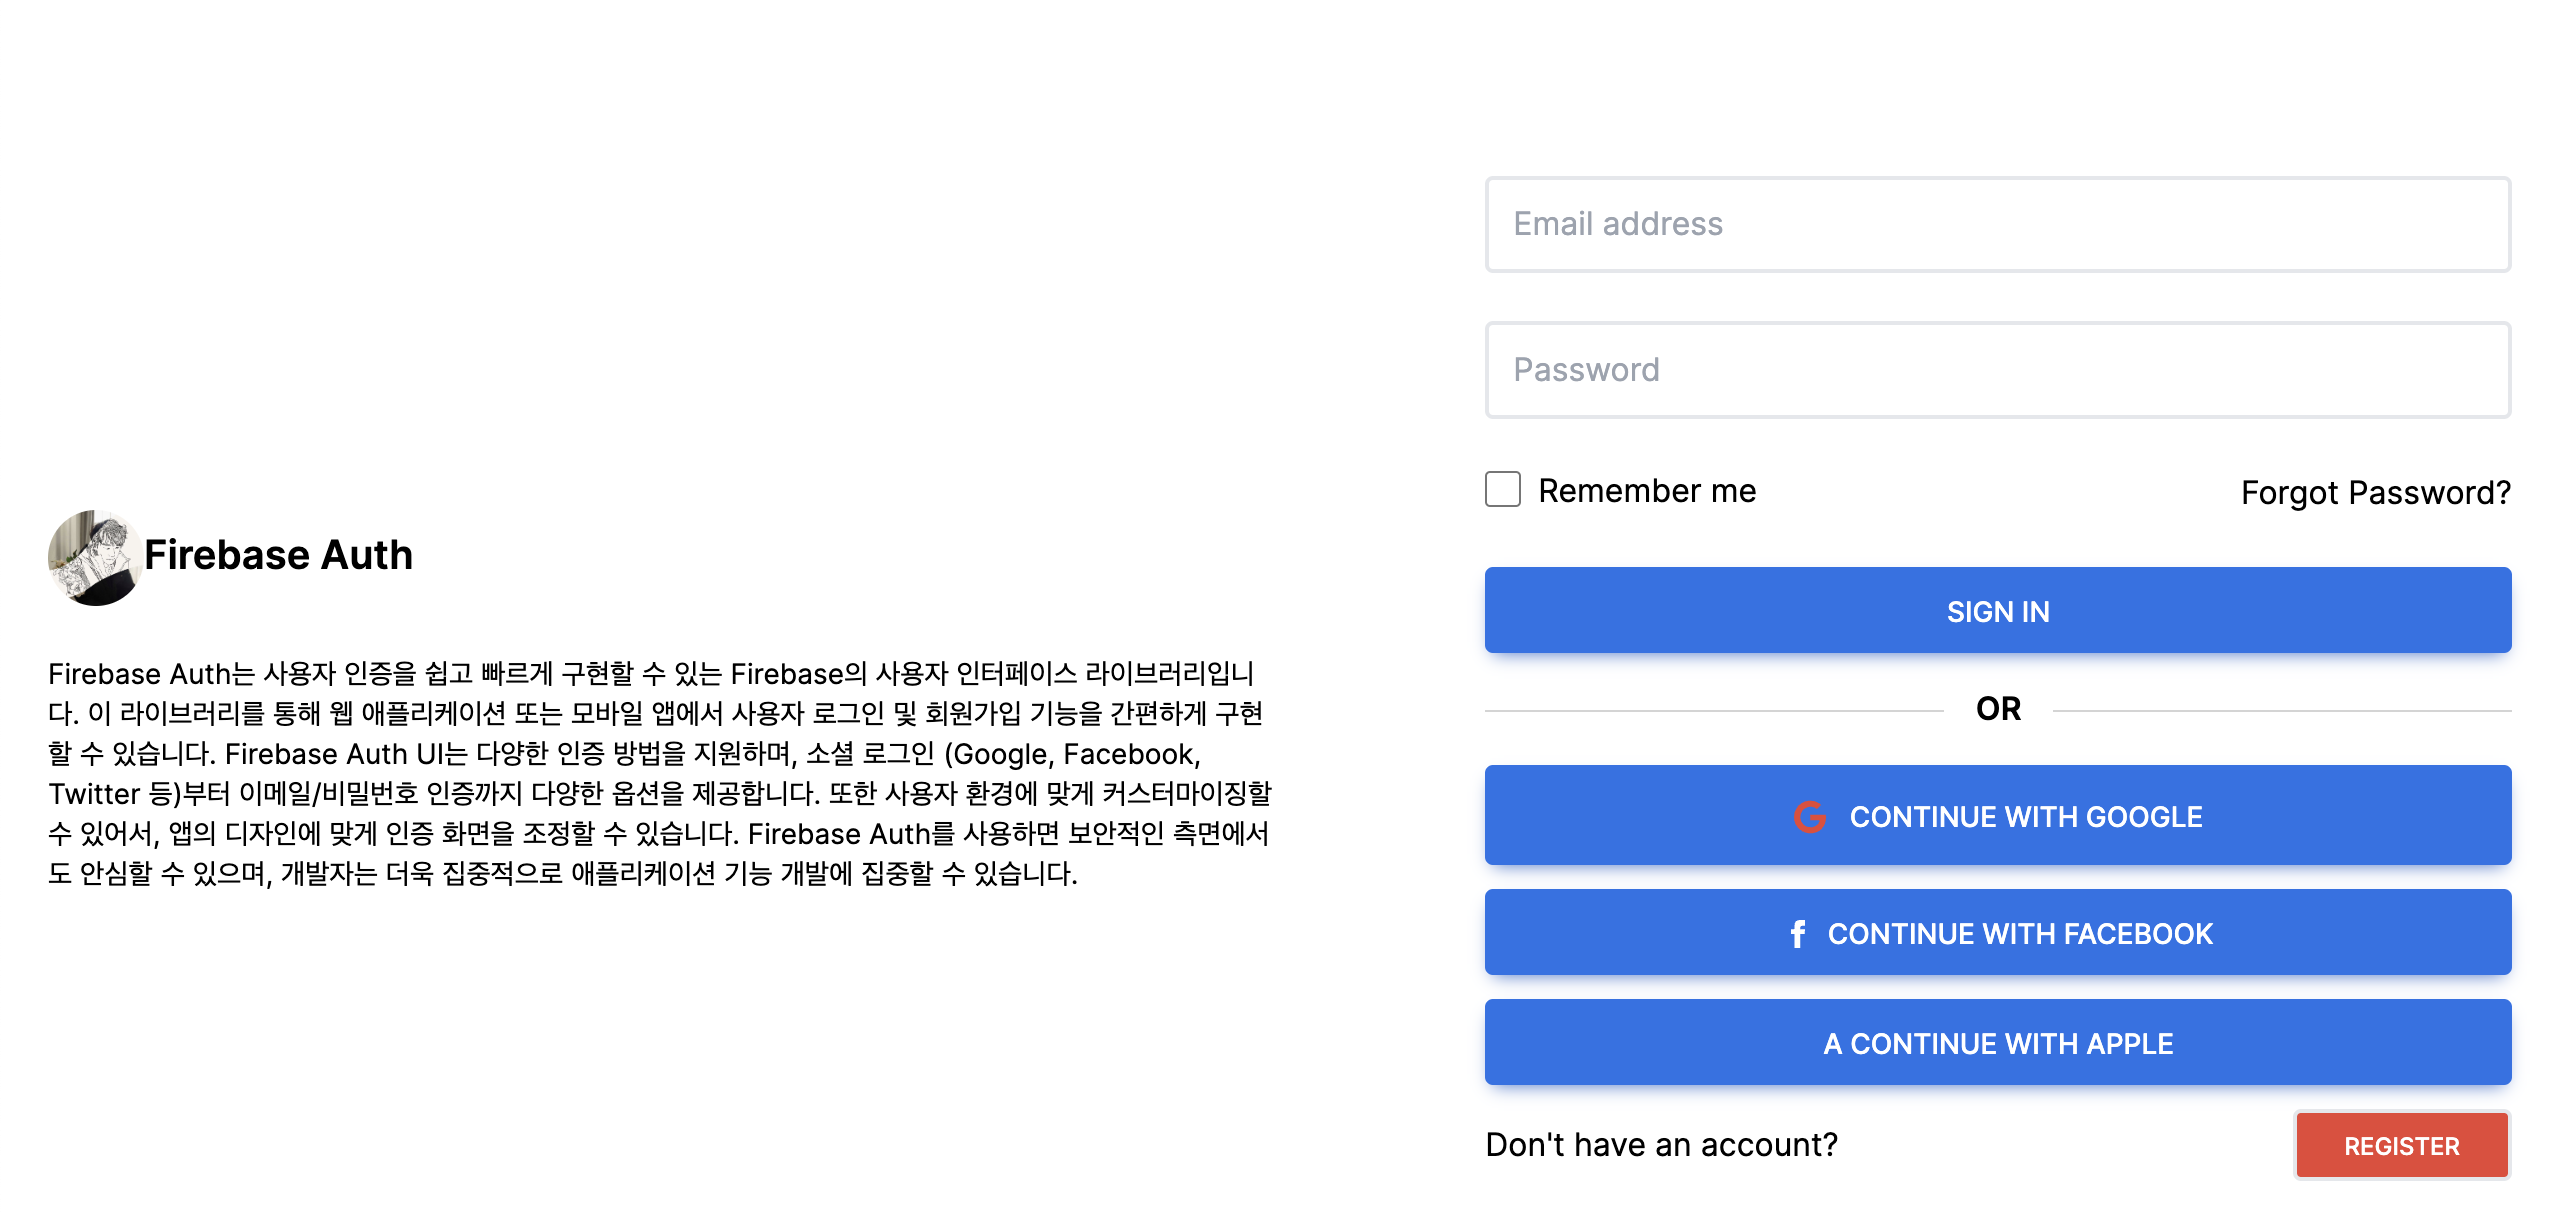 Firebase Auth
Firebase Auth는 사용자 인증을 쉽고 빠르게 구현할 수 있는 Firebase의 사용자 인터페이스 라이브러리입니
다. 이 라이브러리를 통해 웹 애플리케이션 또는 모바일 앱에서 사용자 로그인 및 회원가입 기능을 간편하게 구현
할 수 있습니다. Firebase Auth UI는 다양한 인증 방법을 지원하며, 소셜 로그인 (Google, Facebook,
Twitter 등)부터 이메일/비밀번호 인증까지 다양한 옵션을 제공합니다. 또한 사용자 환경에 맞게 커스터마이징할
수 있어서, 앱의 디자인에 맞게 인증 화면을 조정할 수 있습니다. Firebase Auth를 사용하면 보안적인 측면에서
도 안심할 수 있으며, 개발자는 더욱 집중적으로 애플리케이션 기능 개발에 집중할 수 있습니다.
Email address
Password
Remember me
Forgot Password?
SIGN IN
OR
CONTINUE WITH GOOGLE
CONTINUE WITH FACEBOOK
A CONTINUE WITH APPLE
Don't have an account?
REGISTER